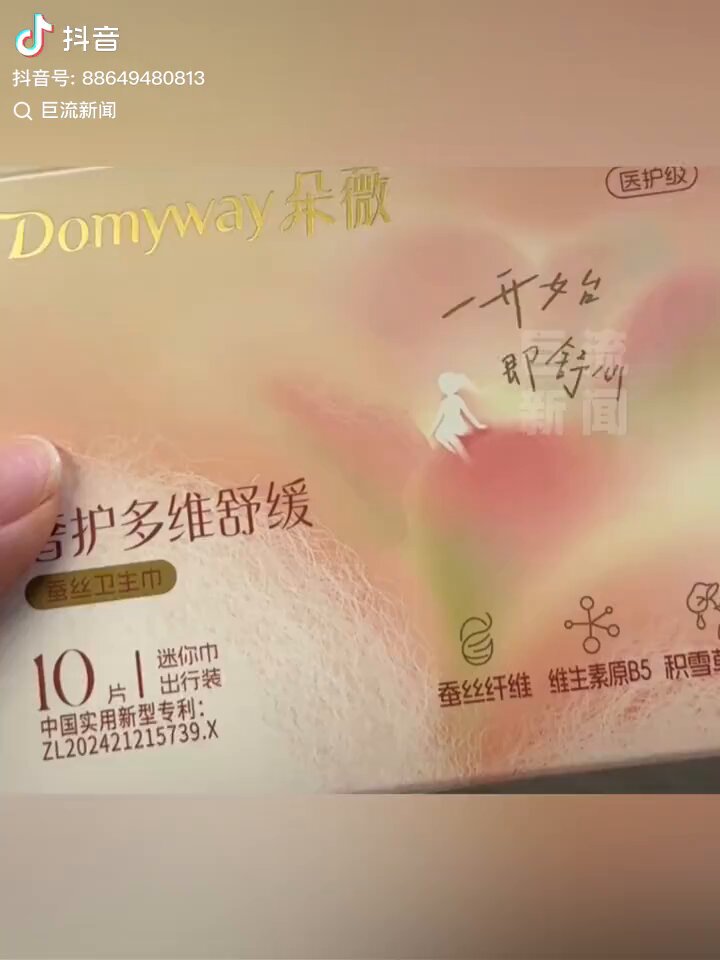 抖音
抖音号: 88649480813
巨流新闻
Domyway 朵薇
医护级
一开始
即舒心
巨流
新闻
护多维舒缓
蚕丝卫生巾
10片
迷你巾
出行装
中国实用新型专利：
ZL202421215739.X
蚕丝纤维
维生素原B5
积雪草